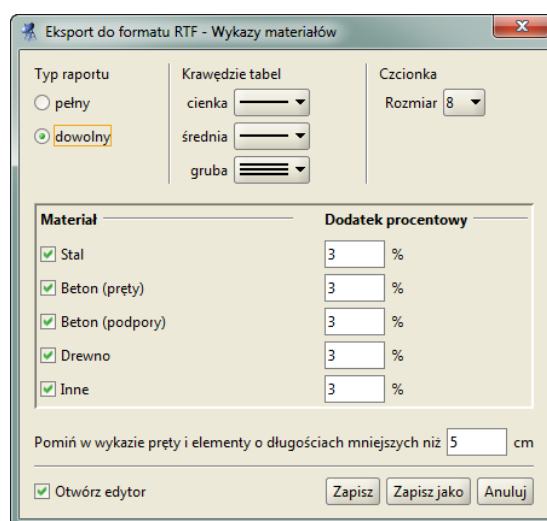 Eksport do formatu RTF - Wykazy materiałów
Typ raportu Krawędzie tabel Czcionka
pełny cienka Rozmiar 8
dowolny średnia
gruba
Materiał Dodatek procentowy
Stal 3 %
Beton (pręty) 3 %
Beton (podpory) 3 %
Drewno 3 %
Inne 3 %
Pomiń w wykazie pręty i elementy o długościach mniejszych niż 5 cm
Otwórz edytor Zapisz Zapisz jako Anuluj